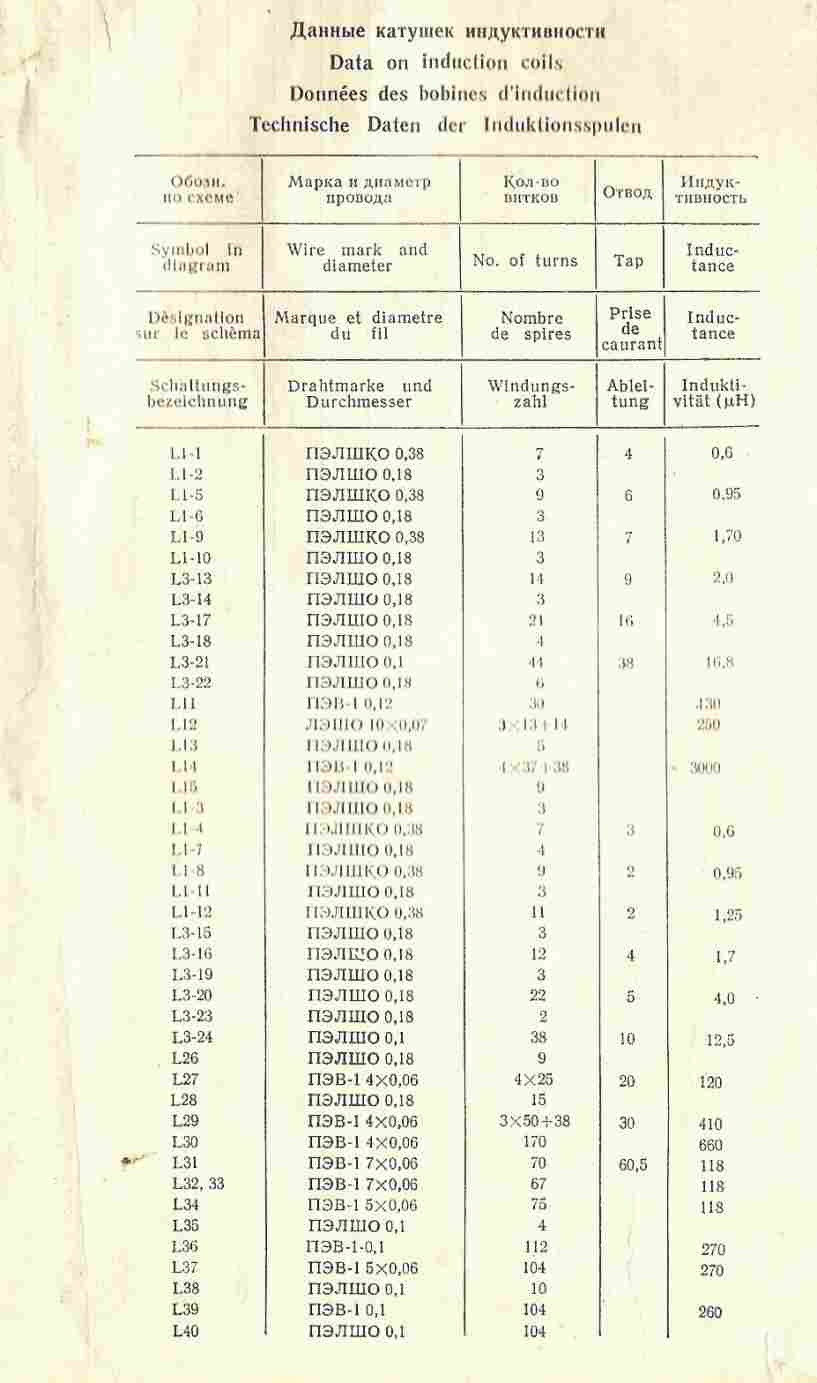 Данные катушек индуктивности
Data on induction coils
Données des bobines d'induction
Technische Daten der Induktionsspulen
Обозн. по схеме Марка и диаметр провода Кол-во витков Отвод Индук-тивность
Symbol in diagram Wire mark and diameter No. of turns Tap Induc-tance
Dèsignation sur le schèma Marque et diametre du fil Nombre de spires Prise de caurant Induc-tance
Schaltungs-bezeichnung Drahtmarke und Durchmesser Windungs-zahl Ablei-tung Indukti-vität (μH)
L1-1 ПЭЛШКО 0,38 7 4 0,6
L1-2 ПЭЛШО 0,18 3
L1-5 ПЭЛШКО 0,38 9 6 0,95
L1-6 ПЭЛШО 0,18 3
L1-9 ПЭЛШКО 0,38 13 7 1,70
L1-10 ПЭЛШО 0,18 3
L3-13 ПЭЛШО 0,18 14 9 2,0
L3-14 ПЭЛШО 0,18 3
L3-17 ПЭЛШО 0,18 21 16 4,5
L3-18 ПЭЛШО 0,18 4
L3-21 ПЭЛШО 0,1 44 38 16,8
L3-22 ПЭЛШО 0,18 6
L11 ПЭВ-1 0,12 30
L12 ЛЭШО 10×0,07 3×13+14 250
L13 ПЭЛШО 0,18 5
L14 ПЭВ-1 0,12 4×37+38 3000
L15 ПЭЛШО 0,18 9
L1-3 ПЭЛШО 0,18 3
L1-4 ПЭЛШКО 0,38 7 3 0,6
L1-7 ПЭЛШО 0,18 4
L1-8 ПЭЛШКО 0,38 9 2 0,95
L1-11 ПЭЛШО 0,18 3
L1-12 ПЭЛШКО 0,38 11 2 1,25
L3-15 ПЭЛШО 0,18 3
L3-16 ПЭЛШО 0,18 12 4 1,7
L3-19 ПЭЛШО 0,18 3
L3-20 ПЭЛШО 0,18 22 5 4,0
L3-23 ПЭЛШО 0,18 2
L3-24 ПЭЛШО 0,1 38 10 12,5
L26 ПЭЛШО 0,18 9
L27 ПЭВ-1 4×0,06 4×25 20 120
L28 ПЭЛШО 0,18 15
L29 ПЭВ-1 4×0,06 3×50+38 30 410
L30 ПЭВ-1 4×0,06 170 660
L31 ПЭВ-1 7×0,06 70 60,5 118
L32, 33 ПЭВ-1 7×0,06 67 118
L34 ПЭВ-1 5×0,06 75 118
L35 ПЭЛШО 0,1 4
L36 ПЭВ-1-0,1 112 270
L37 ПЭВ-1 5×0,06 104 270
L38 ПЭЛШО 0,1 10
L39 ПЭВ-1 0,1 104 260
L40 ПЭЛШО 0,1 104